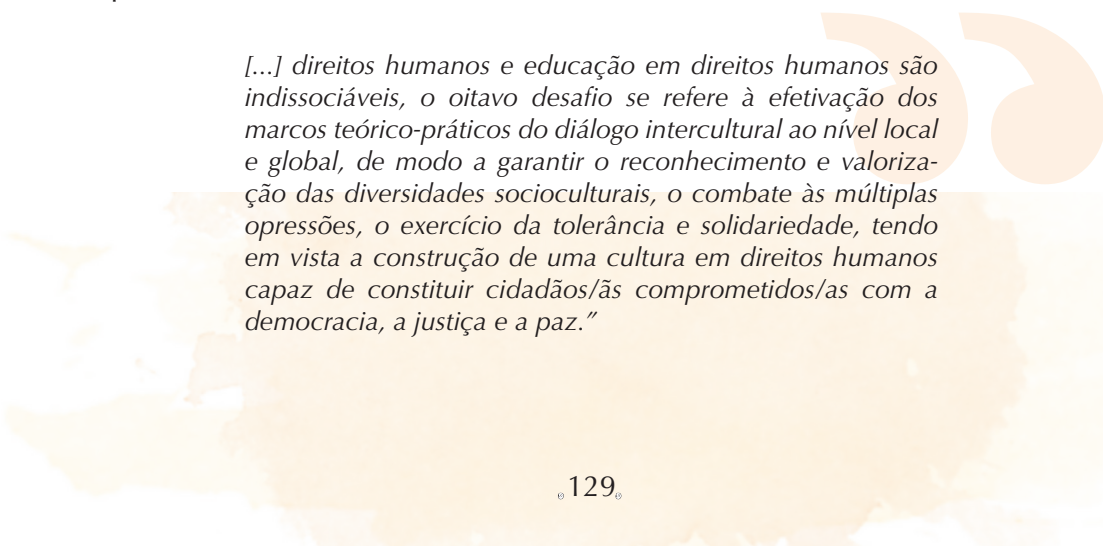 [...] direitos humanos e educação em direitos humanos são
indissociáveis, o oitavo desafio se refere à efetivação dos
marcos teórico-práticos do diálogo intercultural ao nível local
e global, de modo a garantir o reconhecimento e valoriza-
ção das diversidades socioculturais, o combate às múltiplas
opressões, o exercício da tolerância e solidariedade, tendo
em vista a construção de uma cultura em direitos humanos
capaz de constituir cidadãos/ãs comprometidos/as com a
democracia, a justiça e a paz.”
129